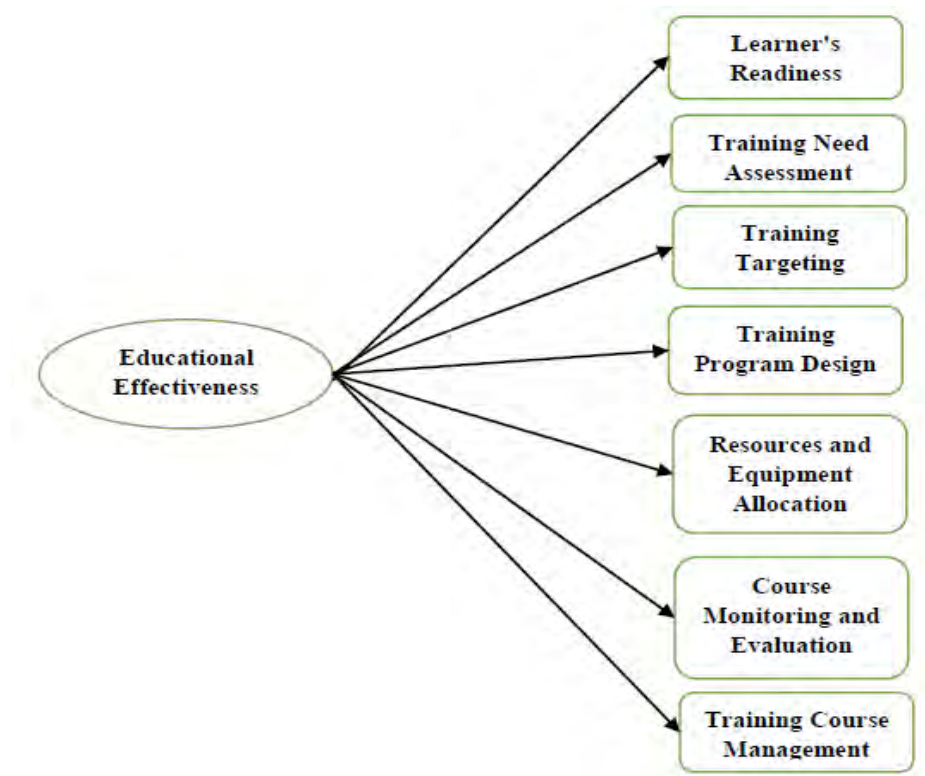 Learner's
Readiness
Training Need
Assessment
Training
Targeting
Training
Program Design
Educational
Effectiveness
Resources and
Equipment
Allocation
Course
Monitoring and
Evaluation
Training Course
Management